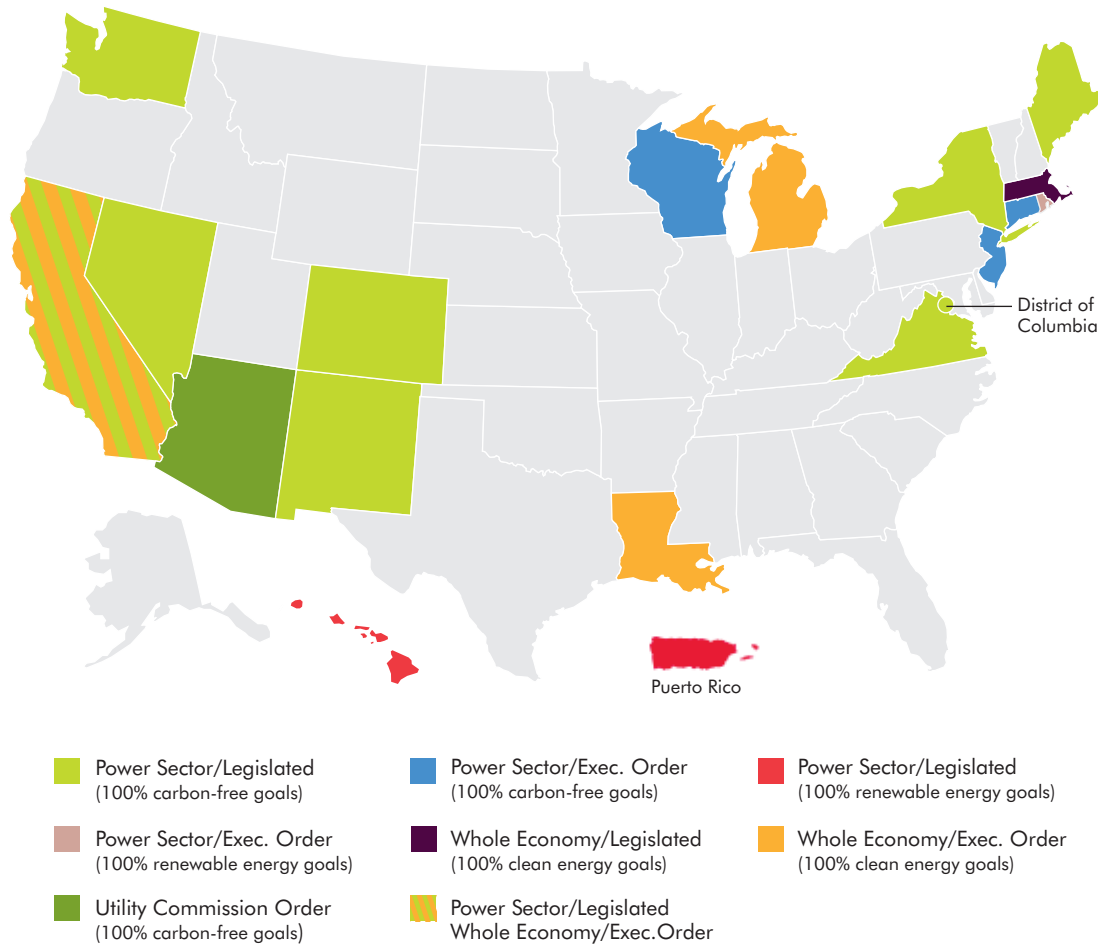 District of
Columbia
Puerto Rico
Power Sector/Legislated
(100% carbon-free goals)
Power Sector/Exec. Order
(100% carbon-free goals)
Power Sector/Legislated
(100% renewable energy goals)
Power Sector/Exec. Order
(100% renewable energy goals)
Whole Economy/Legislated
(100% clean energy goals)
Whole Economy/Exec. Order
(100% clean energy goals)
Utility Commission Order
(100% carbon-free goals)
Power Sector/Legislated
Whole Economy/Exec.Order